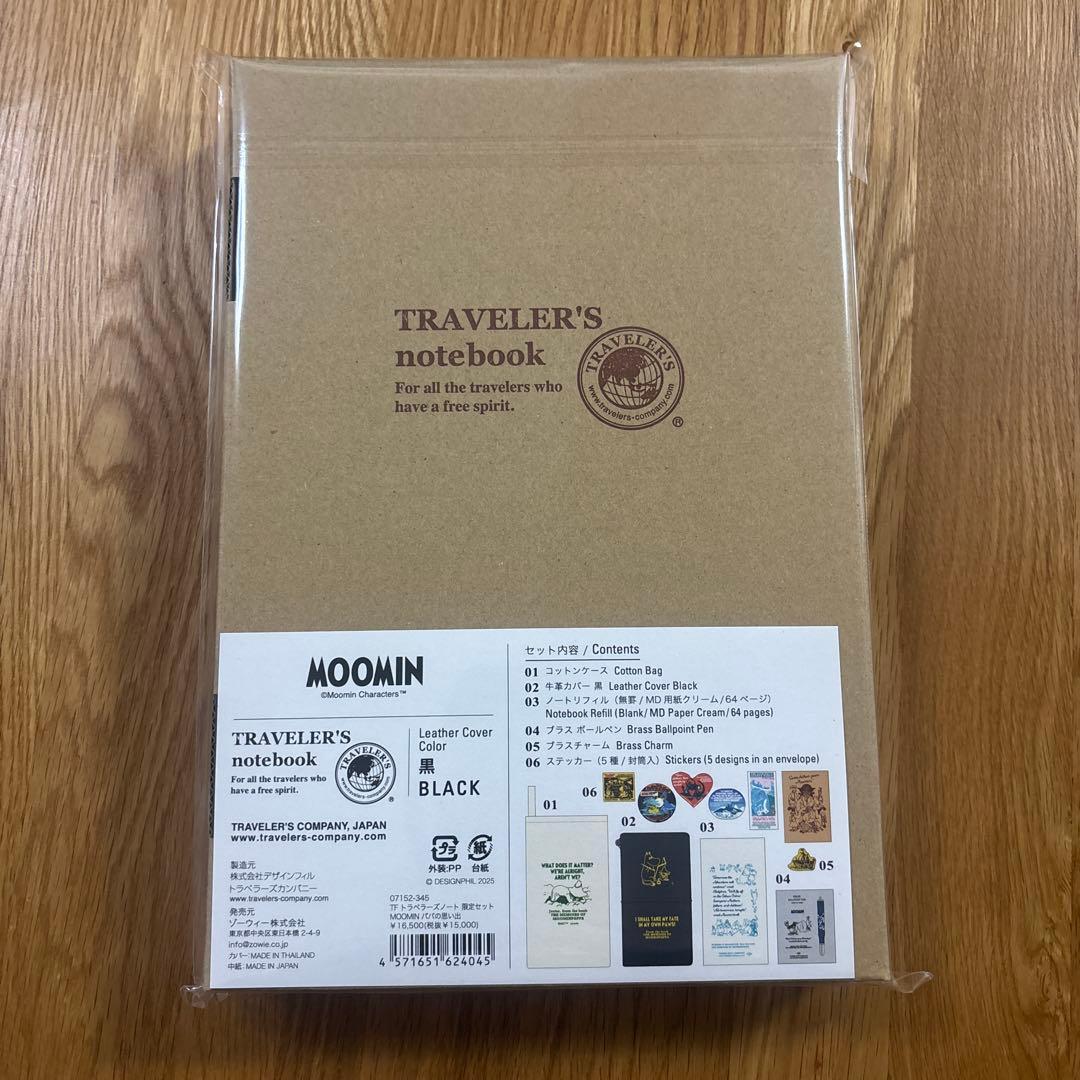 TRAVELER'S
notebook
For all the travelers who
have a free spirit.
TRAVELER'S
www.travelers-company.com
®
MOOMIN
©Moomin Characters™
TRAVELER'S
notebook
For all the travelers who
have a free spirit.
TRAVELER'S
www.travelers-company.com
®
Leather Cover
Color
黒
BLACK
TRAVELER'S COMPANY, JAPAN
www.travelers-company.com
製造元
株式会社デザインフィル
トラベラーズカンパニー
www.travelers-company.com
発売元
ゾーウィー株式会社
東京都中央区東日本橋 2-4-9
info@zowie.co.jp
カバー:MADE IN THAILAND
中紙:MADE IN JAPAN
プラ
紙
外装:PP
台紙
© DESIGNPHIL 2025
07152-345
TF トラベラーズノート 限定セット
MOOMIN パパの思い出
¥16,500(税抜¥15,000)
4 571651 624045
セット内容 / Contents
01 コットンケース Cotton Bag
02 牛革カバー 黒 Leather Cover Black
03 ノートリフィル（無罫 / MD 用紙クリーム / 64 ページ）
Notebook Refill (Blank/ MD Paper Cream/ 64 pages)
04 ブラス ボールペン Brass Ballpoint Pen
05 ブラスチャーム Brass Charm
06 ステッカー（5 種 / 封筒入）Stickers (5 designs in an envelope)
01
06
02
03
05
04
WHAT DOES IT MATTER?
WE'RE ALRIGHT,
AREN'T WE?
THE MEMOIRS OF
MOOMINPAPPA
I SHALL TAKE MY FATE
IN MY OWN PAWS!
MOOMIN